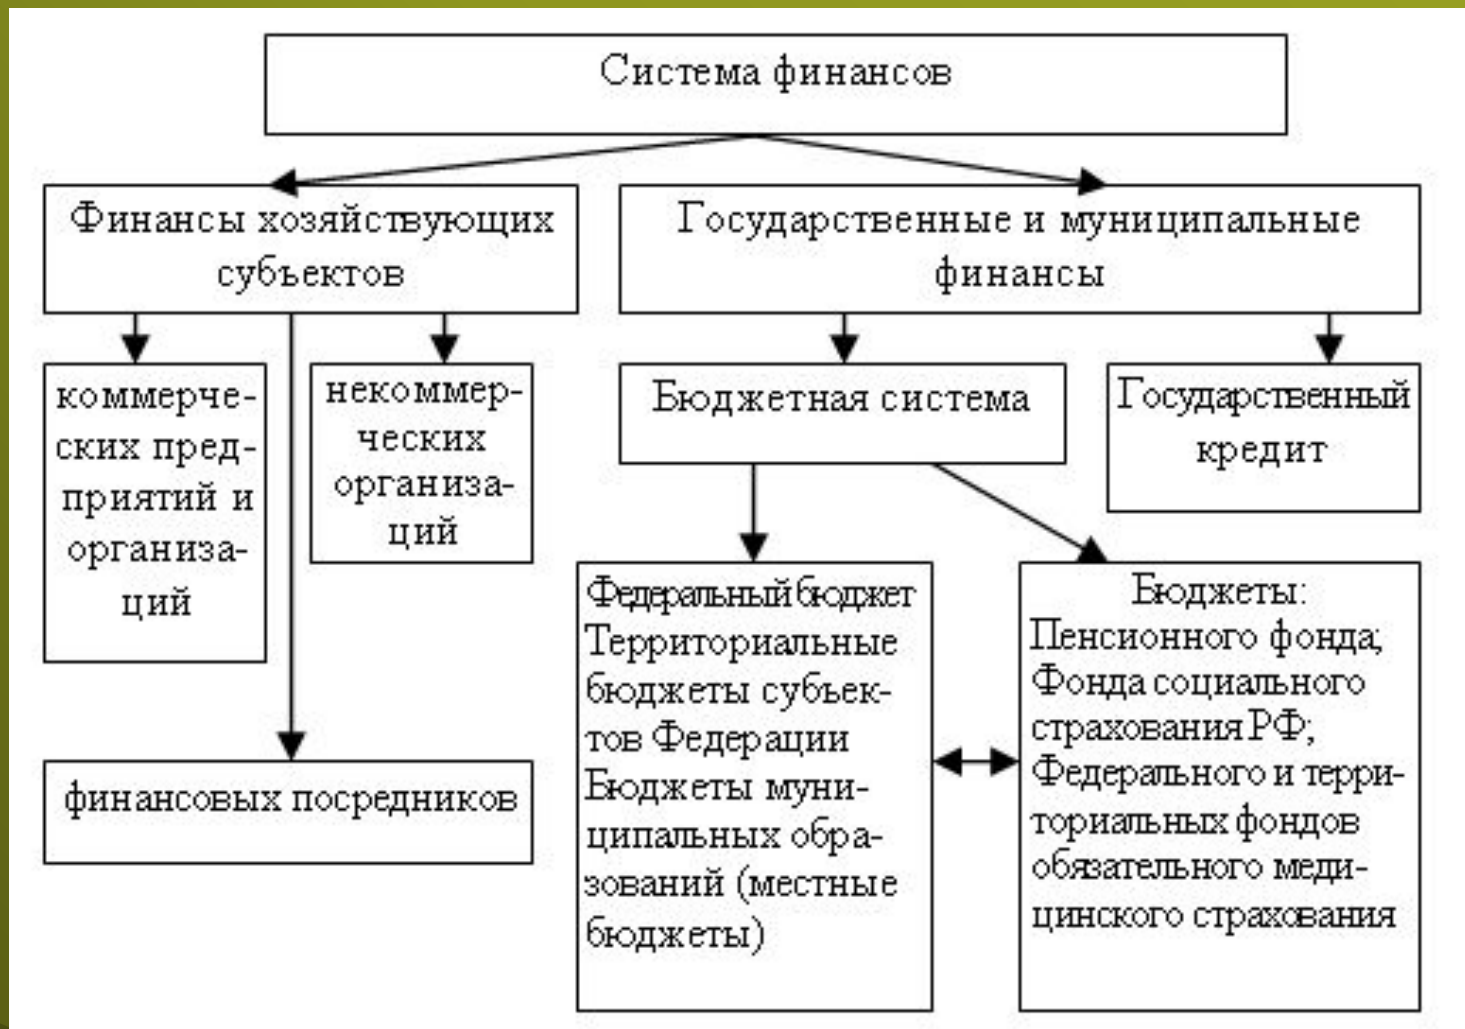 Система финансов
Финансы хозяйствующих
субъектов
Государственные и муниципальные
финансы
коммерче-
ских пред-
приятий и
организа-
ций
некоммер-
ческих
организа-
ций
финансовых посредников
Бюджетная система
Государственный
кредит
Федеральный бюджет
Территориальные
бюджеты субъек-
тов Федерации
Бюджеты муни-
ципальных обра-
зований (местные
бюджеты)
Бюджеты:
Пенсионного фонда;
Фонда социального
страхования РФ;
Федерального и терри-
ториальных фондов
обязательного меди-
цинского страхования